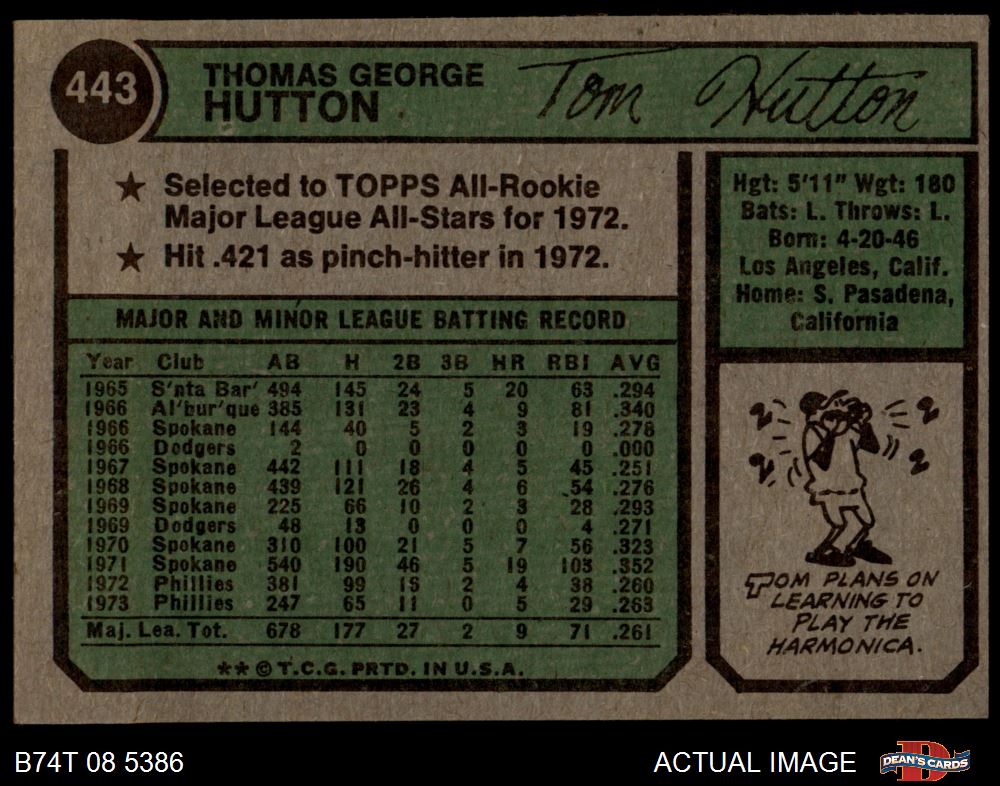 443
THOMAS GEORGE
HUTTON
Tom Hutton
★ Selected to TOPPS All-Rookie
Major League All-Stars for 1972.
★ Hit .421 as pinch-hitter in 1972.
Hgt: 5'11" Wgt: 180
Bats: L. Throws: L.
Born: 4-20-46
Los Angeles, Calif.
Home: S. Pasadena,
California
MAJOR AND MINOR LEAGUE BATTING RECORD
Year Club AB H 2B 3B HR RBI AVG
1965 S'nta Bar' 494 145 24 5 20 63 .294
1966 Al'bur'que 385 131 23 4 9 81 .340
1966 Spokane 144 40 5 2 3 19 .278
1966 Dodgers 2 0 0 0 0 0 .000
1967 Spokane 442 111 18 4 5 45 .251
1968 Spokane 439 121 26 4 6 54 .276
1969 Spokane 225 66 10 2 3 28 .293
1969 Dodgers 48 13 0 0 0 4 .271
1970 Spokane 310 100 21 5 7 56 .323
1971 Spokane 540 190 46 5 19 103 .352
1972 Phillies 381 99 16 2 4 38 .260
1973 Phillies 247 65 11 0 5 29 .263
Maj. Lea. Tot. 678 177 27 2 9 71 .261
** © T.C.G. PRTD. IN U.S.A.
TOM PLANS ON
LEARNING TO
PLAY THE
HARMONICA.
B74T 08 5386
ACTUAL IMAGE
DEAN'S CARDS